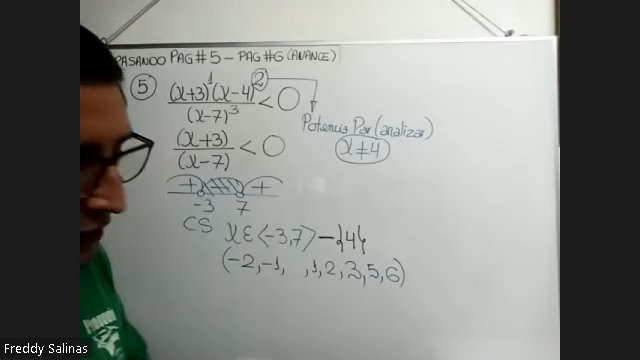 PASANDO PAG#5 - PAG#6 (AVANCE)
5 (x+3)^1 (x-4)^2 / (x-7)^3 < 0
Potencia Par (analizar)
x ≠ 4
(x+3) / (x-7) < 0
+ - +
-3 7
CS x ε <-3,7> - {4}
(-2,-1, ,1,2,3,5,6)
Freddy Salinas